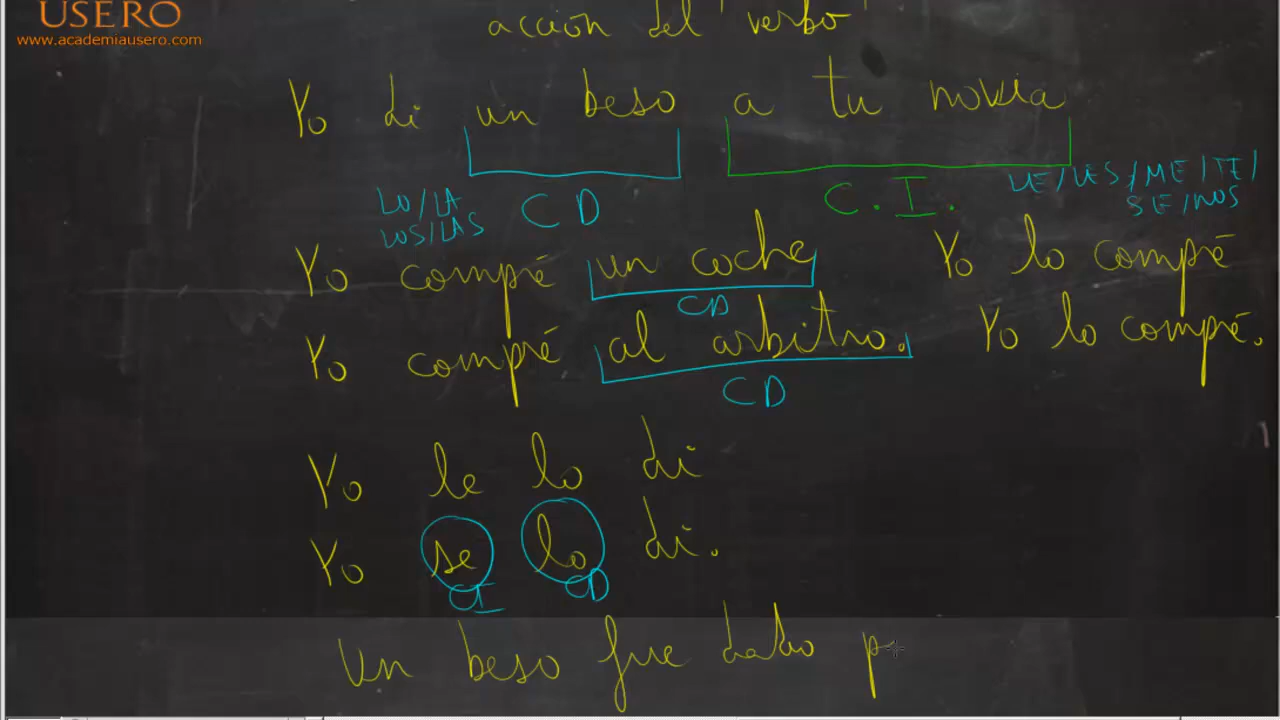 USERO
www.academiausero.com
acción del verbo
Yo di un beso a tu novia
LO/LA
LOS/LAS
CD
C.I.
LE/LES/ME/TE/
SE/NOS
Yo compré un coche
CD
Yo lo compré
Yo compré al arbitro.
CD
Yo lo compré.
Yo le lo di
Yo se lo di.
CI CD
Un beso fue dado p